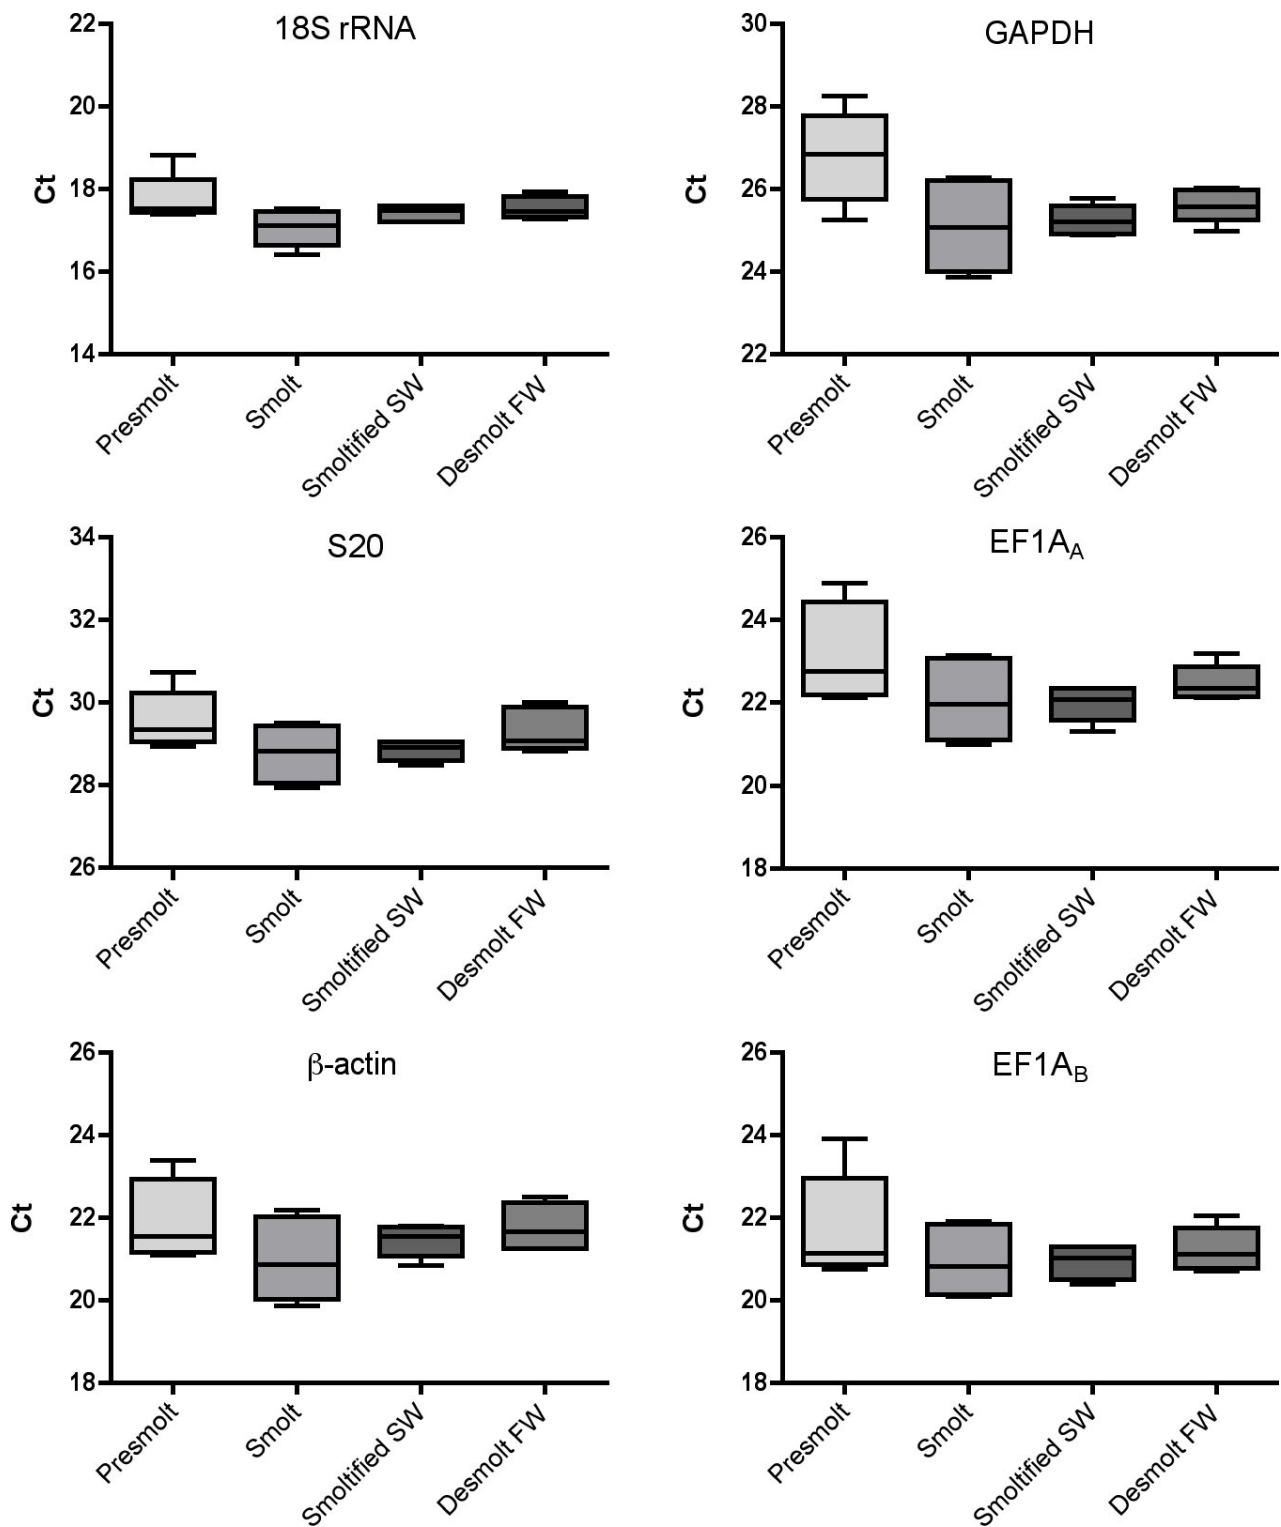 18S rRNA
Ct
22
20
18
16
14
Presmolt
Smolt
Smoltified SW
Desmolt FW
GAPDH
Ct
30
28
26
24
22
Presmolt
Smolt
Smoltified SW
Desmolt FW
S20
Ct
34
32
30
28
26
Presmolt
Smolt
Smoltified SW
Desmolt FW
EF1AA
Ct
26
24
22
20
18
Presmolt
Smolt
Smoltified SW
Desmolt FW
β-actin
Ct
26
24
22
20
18
Presmolt
Smolt
Smoltified SW
Desmolt FW
EF1AB
Ct
26
24
22
20
18
Presmolt
Smolt
Smoltified SW
Desmolt FW